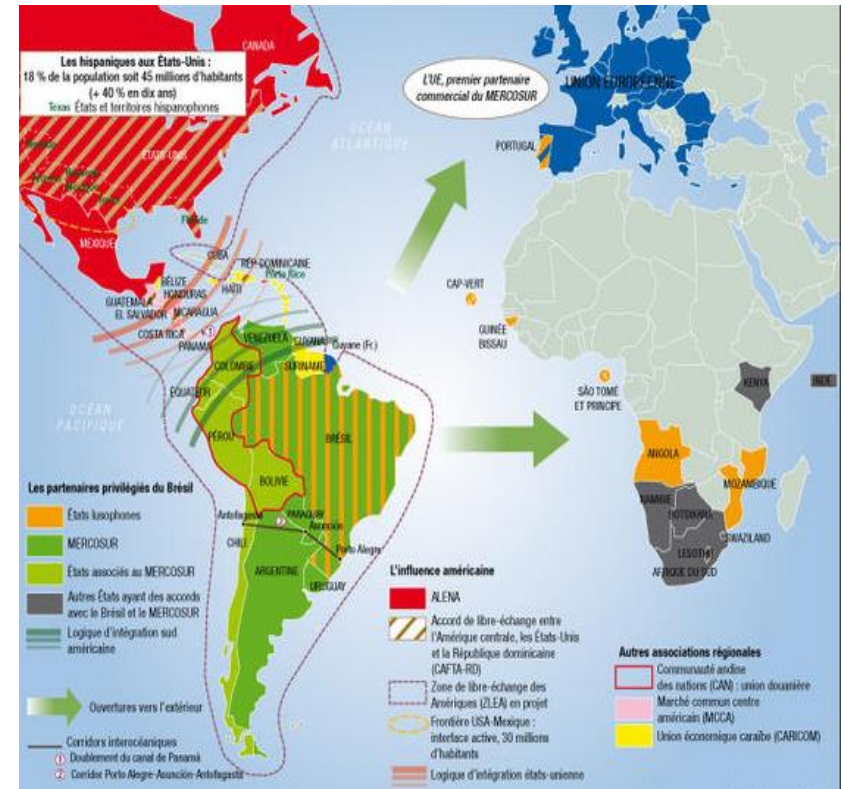 CANADA
Les hispaniques aux États-Unis :
18 % de la population soit 45 millions d'habitants
(+ 40 % en dix ans)
Texas États et territoires hispanophones
L'UE, premier partenaire
commercial du MERCOSUR
UNION EUROPÉENNE
OCÉAN
ATLANTIQUE
PORTUGAL
ÉTATS-UNIS
Texas
Floride
MEXIQUE
CUBA
RÉP. DOMINICAINE
Porto Rico
HAÏTI
BÉLIZE
HONDURAS
GUATEMALA
EL SALVADOR
NICARAGUA
COSTA RICA
PANAMA
1
CAP-VERT
GUINÉE
BISSAU
VENEZUELA
GUYANA
Guyane (Fr.)
SURINAME
COLOMBIE
ÉQUATEUR
KENYA
INDE
SÃO TOMÉ
ET PRINCIPE
OCÉAN
PACIFIQUE
PÉROU
BRÉSIL
ANGOLA
BOLIVIE
MOZAMBIQUE
NAMIBIE
BOTSWANA
SWAZILAND
LESOTHO
AFRIQUE DU SUD
Antofagasta
PARAGUAY
2
Asunción
CHILI
Porto Alegre
ARGENTINE
URUGUAY
Les partenaires privilégiés du Brésil
États lusophones
MERCOSUR
États associés au MERCOSUR
Autres États ayant des accords
avec le Brésil et le MERCOSUR
Logique d'intégration sud
américaine
Ouvertures vers l'extérieur
Corridors interocéaniques
1 Doublement du canal de Panamá
2 Corridor Porto Alegre-Asunción-Antofagasta
L'influence américaine
ALENA
Accord de libre-échange entre
l'Amérique centrale, les États-Unis
et la République dominicaine
(CAFTA-RD)
Zone de libre-échange des
Amériques (ZLEA) en projet
Frontière USA-Mexique :
interface active, 30 millions
d'habitants
Logique d'intégration états-unienne
Autres associations régionales
Communauté andine
des nations (CAN) : union douanière
Marché commun centre
américain (MCCA)
Union économique caraïbe (CARICOM)